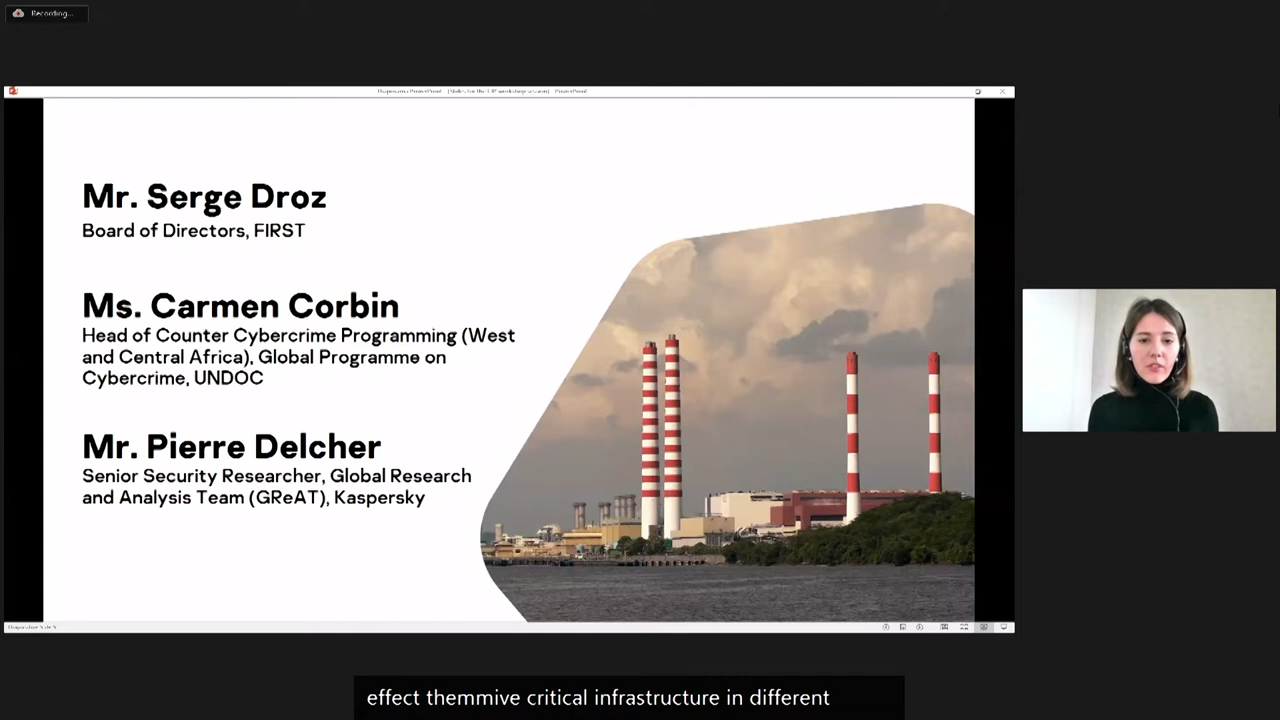 Recording...
Mr. Serge Droz
Board of Directors, FIRST
Ms. Carmen Corbin
Head of Counter Cybercrime Programming (West
and Central Africa), Global Programme on
Cybercrime, UNDOC
Mr. Pierre Delcher
Senior Security Researcher, Global Research
and Analysis Team (GReAT), Kaspersky
effect themmive critical infrastructure in different